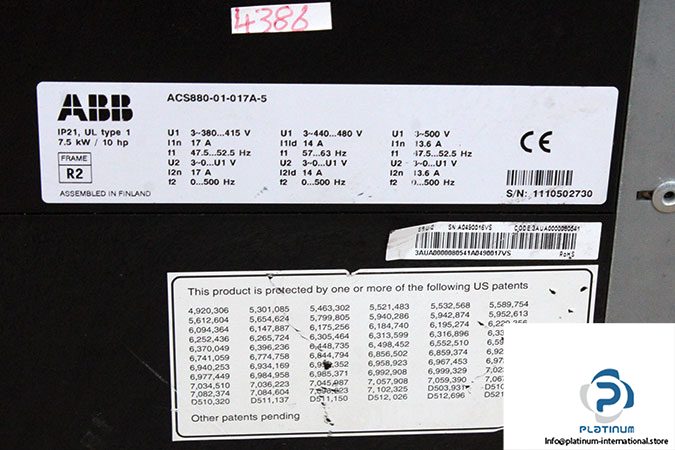 4386
ABB
ACS880-01-017A-5
IP21, UL type 1
7.5 kW / 10 hp
FRAME
R2
ASSEMBLED IN FINLAND
U1 3~380...415 V
I1n 17 A
f1 47.5...52.5 Hz
U2 3~0...U1 V
I2n 17 A
f2 0...500 Hz
U1 3~440...480 V
I1ld 14 A
f1 57...63 Hz
U2 3~0...U1 V
I2ld 14 A
f2 0...500 Hz
U1 3~500 V
I1n 13.6 A
f1 47.5...52.5 Hz
U2 3~0...U1 V
I2n 13.6 A
f2 0...500 Hz
CE
S/N: 1110502730
SN A0490016VS CODE 3AUA0000080541
3AUA0000080541A0490017VS RoHS
This product is protected by one or more of the following US patents
4,920,306 5,301,085 5,463,302 5,521,483 5,532,568 5,589,754
5,612,604 5,654,624 5,799,805 5,940,286 5,942,874 5,952,613
6,094,364 6,147,887 6,175,256 6,184,740 6,195,274
6,252,436 6,265,724 6,305,464 6,313,599 6,316,896
6,370,049 6,396,236 6,448,735 6,498,452 6,552,510
6,741,059 6,774,758 6,844,794 6,856,502 6,859,374
6,940,253 6,934,169 6,958,923 6,967,453
6,977,449 6,984,958 6,985,371 6,992,908 6,999,329
7,034,510 7,036,223 7,045,987 7,057,908 7,059,390
7,082,374 7,084,604 7,102,325
D510,320 D511,137 D511,150 D512,026 D512,696
Other patents pending
PLATINUM
Info@platinum-international.store